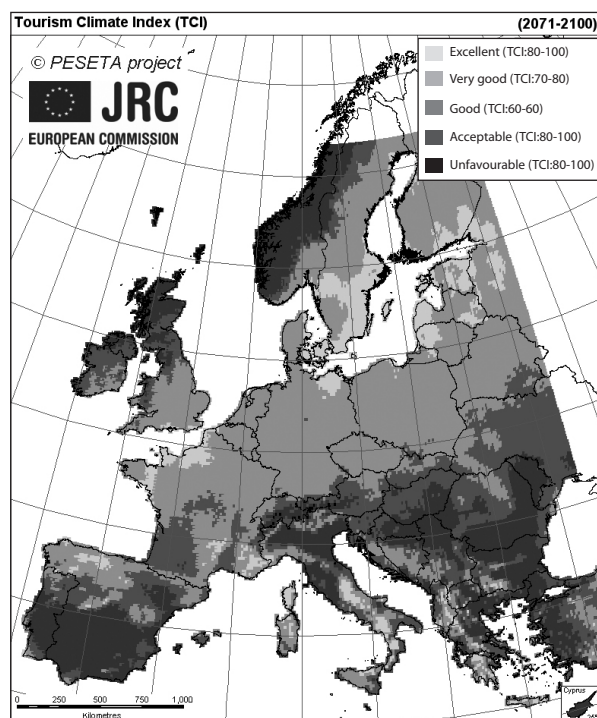 Tourism Climate Index (TCI) (2071-2100)
© PESETA project
JRC
EUROPEAN COMMISSION
Excellent (TCI:80-100)
Very good (TCI:70-80)
Good (TCI:60-60)
Acceptable (TCI:80-100)
Unfavourable (TCI:80-100)
0 250 500 750 1,000
Kilometres
Cyprus